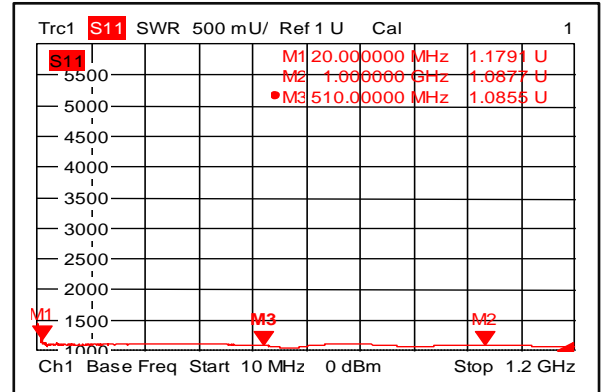 Trc1 S11 SWR 500 mU/ Ref 1 U Cal 1
S11
M1 20.000000 MHz 1.1791 U
M2 1.000000 GHz 1.0877 U
M3 510.00000 MHz 1.0855 U
5500
5000
4500
4000
3500
3000
2500
2000
1500
1000
M1
M3
M2
Ch1 Base Freq Start 10 MHz 0 dBm Stop 1.2 GHz